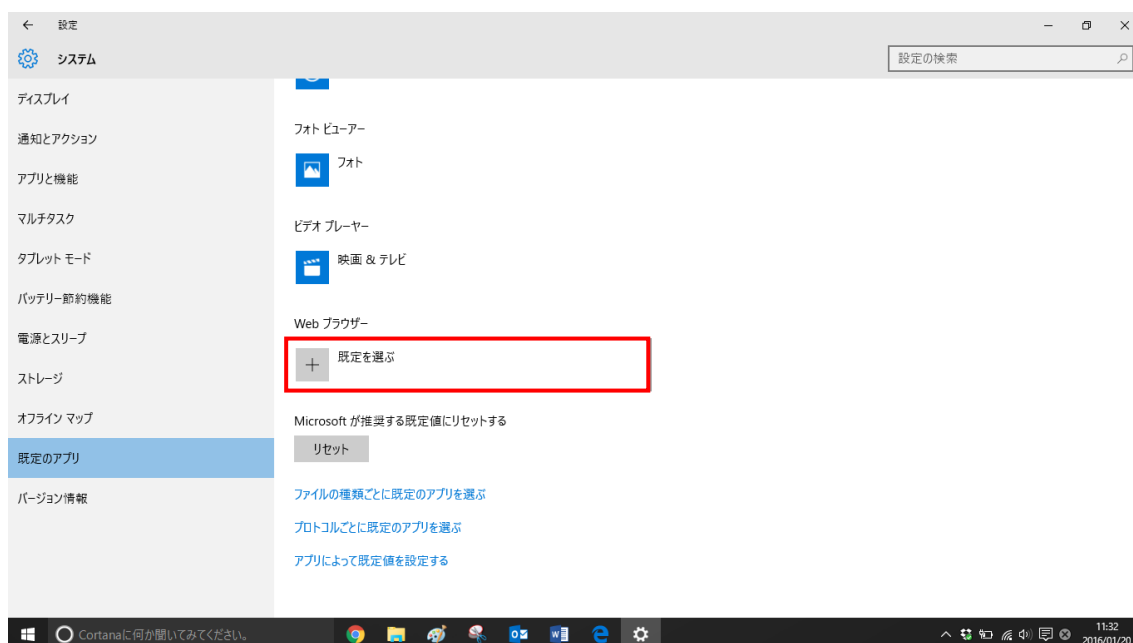 設定
システム
設定の検索
ディスプレイ
通知とアクション
アプリと機能
マルチタスク
タブレット モード
バッテリー節約機能
電源とスリープ
ストレージ
オフライン マップ
既定のアプリ
バージョン情報
フォト ビューアー
フォト
ビデオ プレーヤー
映画 & テレビ
Web ブラウザー
既定を選ぶ
Microsoft が推奨する既定値にリセットする
リセット
ファイルの種類ごとに既定のアプリを選ぶ
プロトコルごとに既定のアプリを選ぶ
アプリによって既定値を設定する
Cortanaに何か聞いてみてください。
11:32
2016/01/20